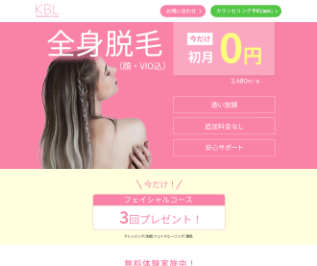 KBI
お問い合わせ
カウンセリング予約(無料)
全身脱毛
(顔・VIO込)
今だけ
初月
0円
2,480円
通い放題
追加料金なし
安心サポート
今だけ!
フェイシャルコース
3回プレゼント!
無料体験実施中!